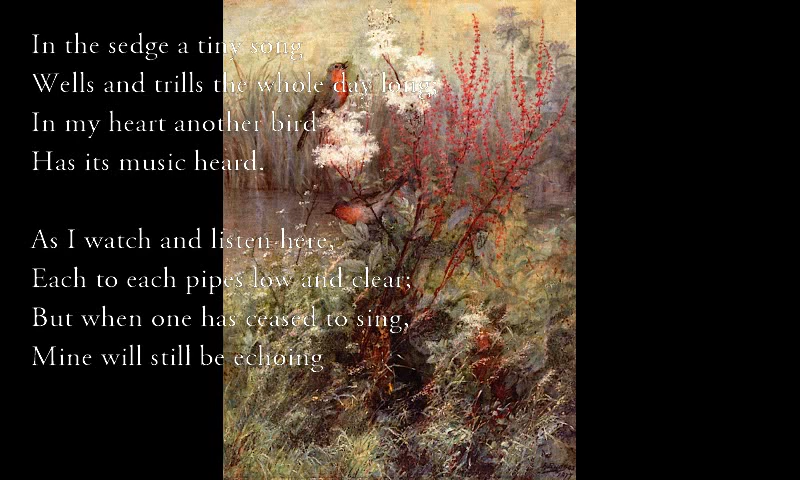 In the sedge a tiny song
Wells and trills the whole day long,
In my heart another bird
Has its music heard.

As I watch and listen here,
Each to each pipes low and clear;
But when one has ceased to sing,
Mine will still be echoing